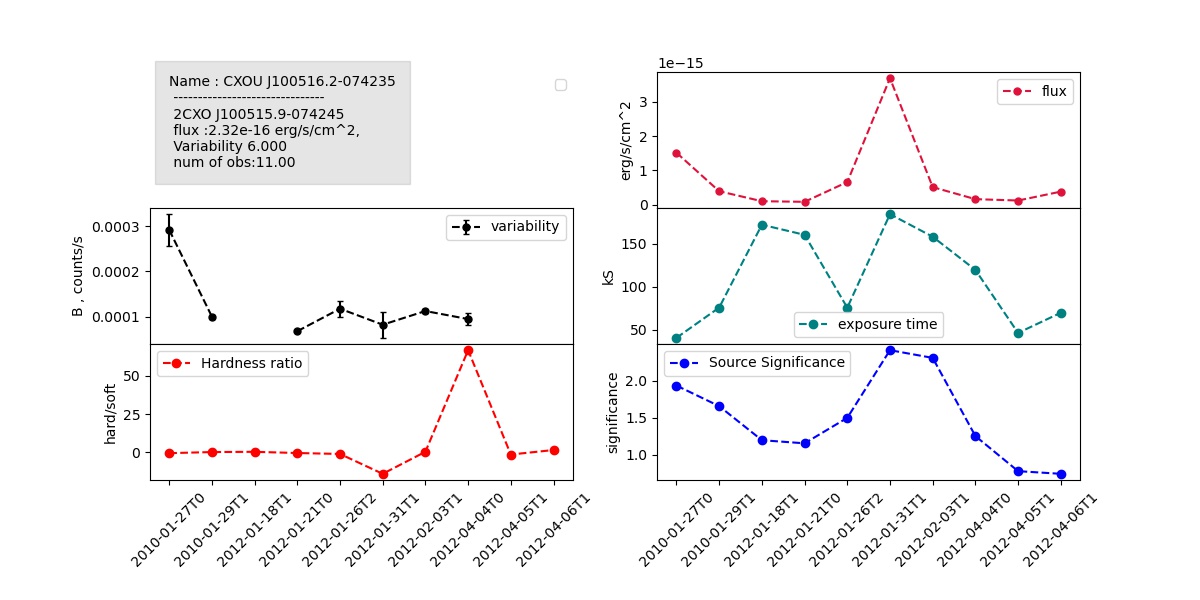 Name : CXOU J100516.2-074235
-------------------------------
2CXO J100515.9-074245
flux :2.32e-16 erg/s/cm^2,
Variability 6.000
num of obs:11.00
B , counts/s
0.0003
0.0002
0.0001
variability
hard/soft
50
25
0
Hardness ratio
2010-01-27T0
2010-01-29T1
2012-01-18T1
2012-01-21T0
2012-01-26T2
2012-01-31T1
2012-02-03T1
2012-04-04T0
2012-04-05T1
2012-04-06T1
1e−15
erg/s/cm^2
3
2
1
0
flux
kS
150
100
50
exposure time
significance
2.0
1.5
1.0
Source Significance
2010-01-27T0
2010-01-29T1
2012-01-18T1
2012-01-21T0
2012-01-26T2
2012-01-31T1
2012-02-03T1
2012-04-04T0
2012-04-05T1
2012-04-06T1